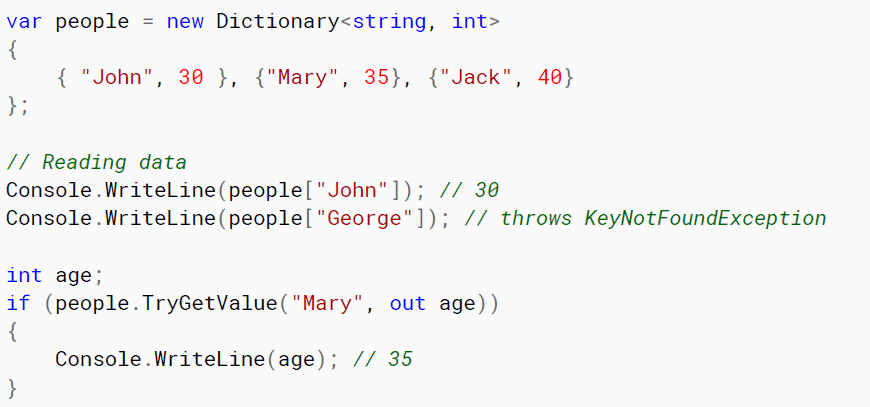 var people = new Dictionary<string, int>
{
    { "John", 30 }, {"Mary", 35}, {"Jack", 40}
};

// Reading data
Console.WriteLine(people["John"]); // 30
Console.WriteLine(people["George"]); // throws KeyNotFoundException

int age;
if (people.TryGetValue("Mary", out age))
{
    Console.WriteLine(age); // 35
}